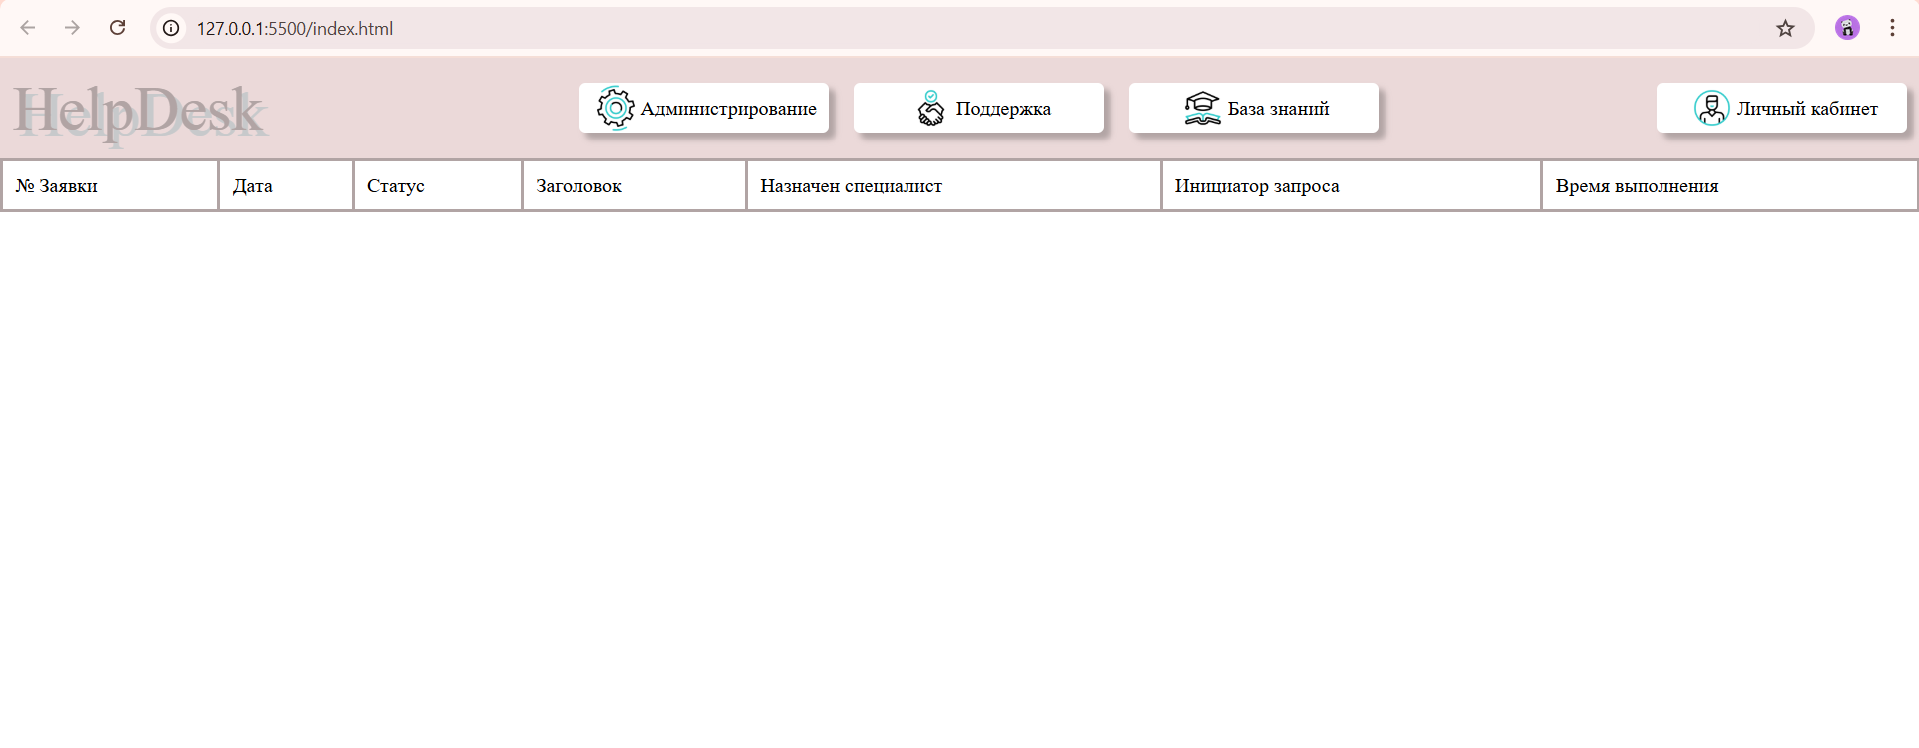 127.0.0.1:5500/index.html
HelpDesk
Администрирование
Поддержка
База знаний
Личный кабинет
№ Заявки Дата Статус Заголовок Назначен специалист Инициатор запроса Время выполнения